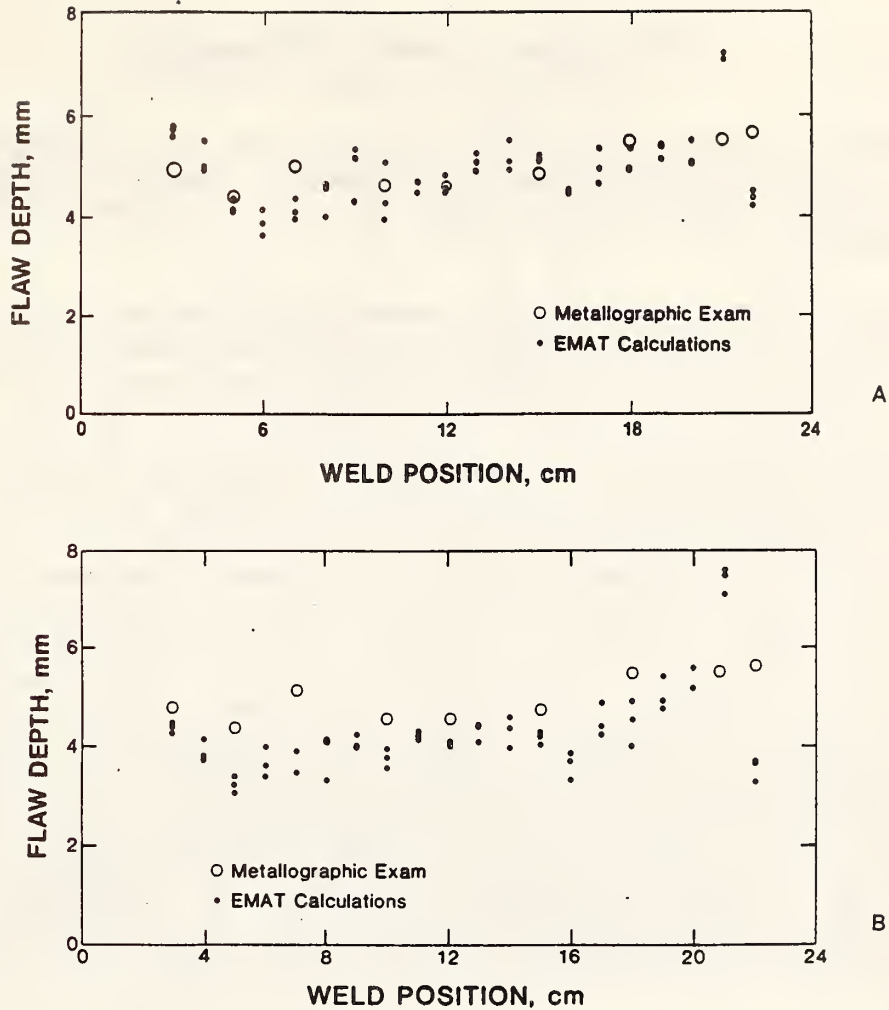 8
6
4
2
0
FLAW DEPTH, mm
O Metallographic Exam
• EMAT Calculations
0 6 12 18 24
WELD POSITION, cm
A
8
6
4
2
0
FLAW DEPTH, mm
O Metallographic Exam
• EMAT Calculations
0 4 8 12 16 20 24
WELD POSITION, cm
B